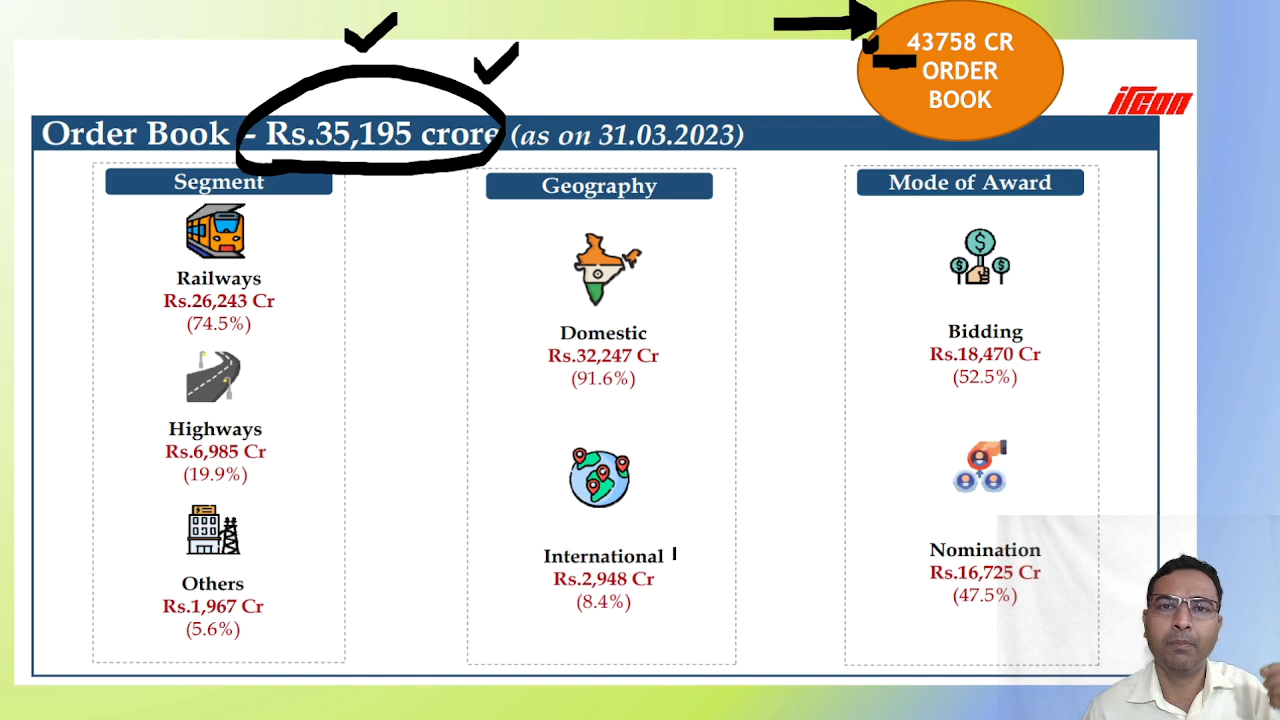 43758 CR
ORDER
BOOK
ircon
Order Book – Rs.35,195 crore (as on 31.03.2023)
Segment
Railways
Rs.26,243 Cr
(74.5%)
Highways
Rs.6,985 Cr
(19.9%)
Others
Rs.1,967 Cr
(5.6%)
Geography
Domestic
Rs.32,247 Cr
(91.6%)
International
Rs.2,948 Cr
(8.4%)
Mode of Award
Bidding
Rs.18,470 Cr
(52.5%)
Nomination
Rs.16,725 Cr
(47.5%)